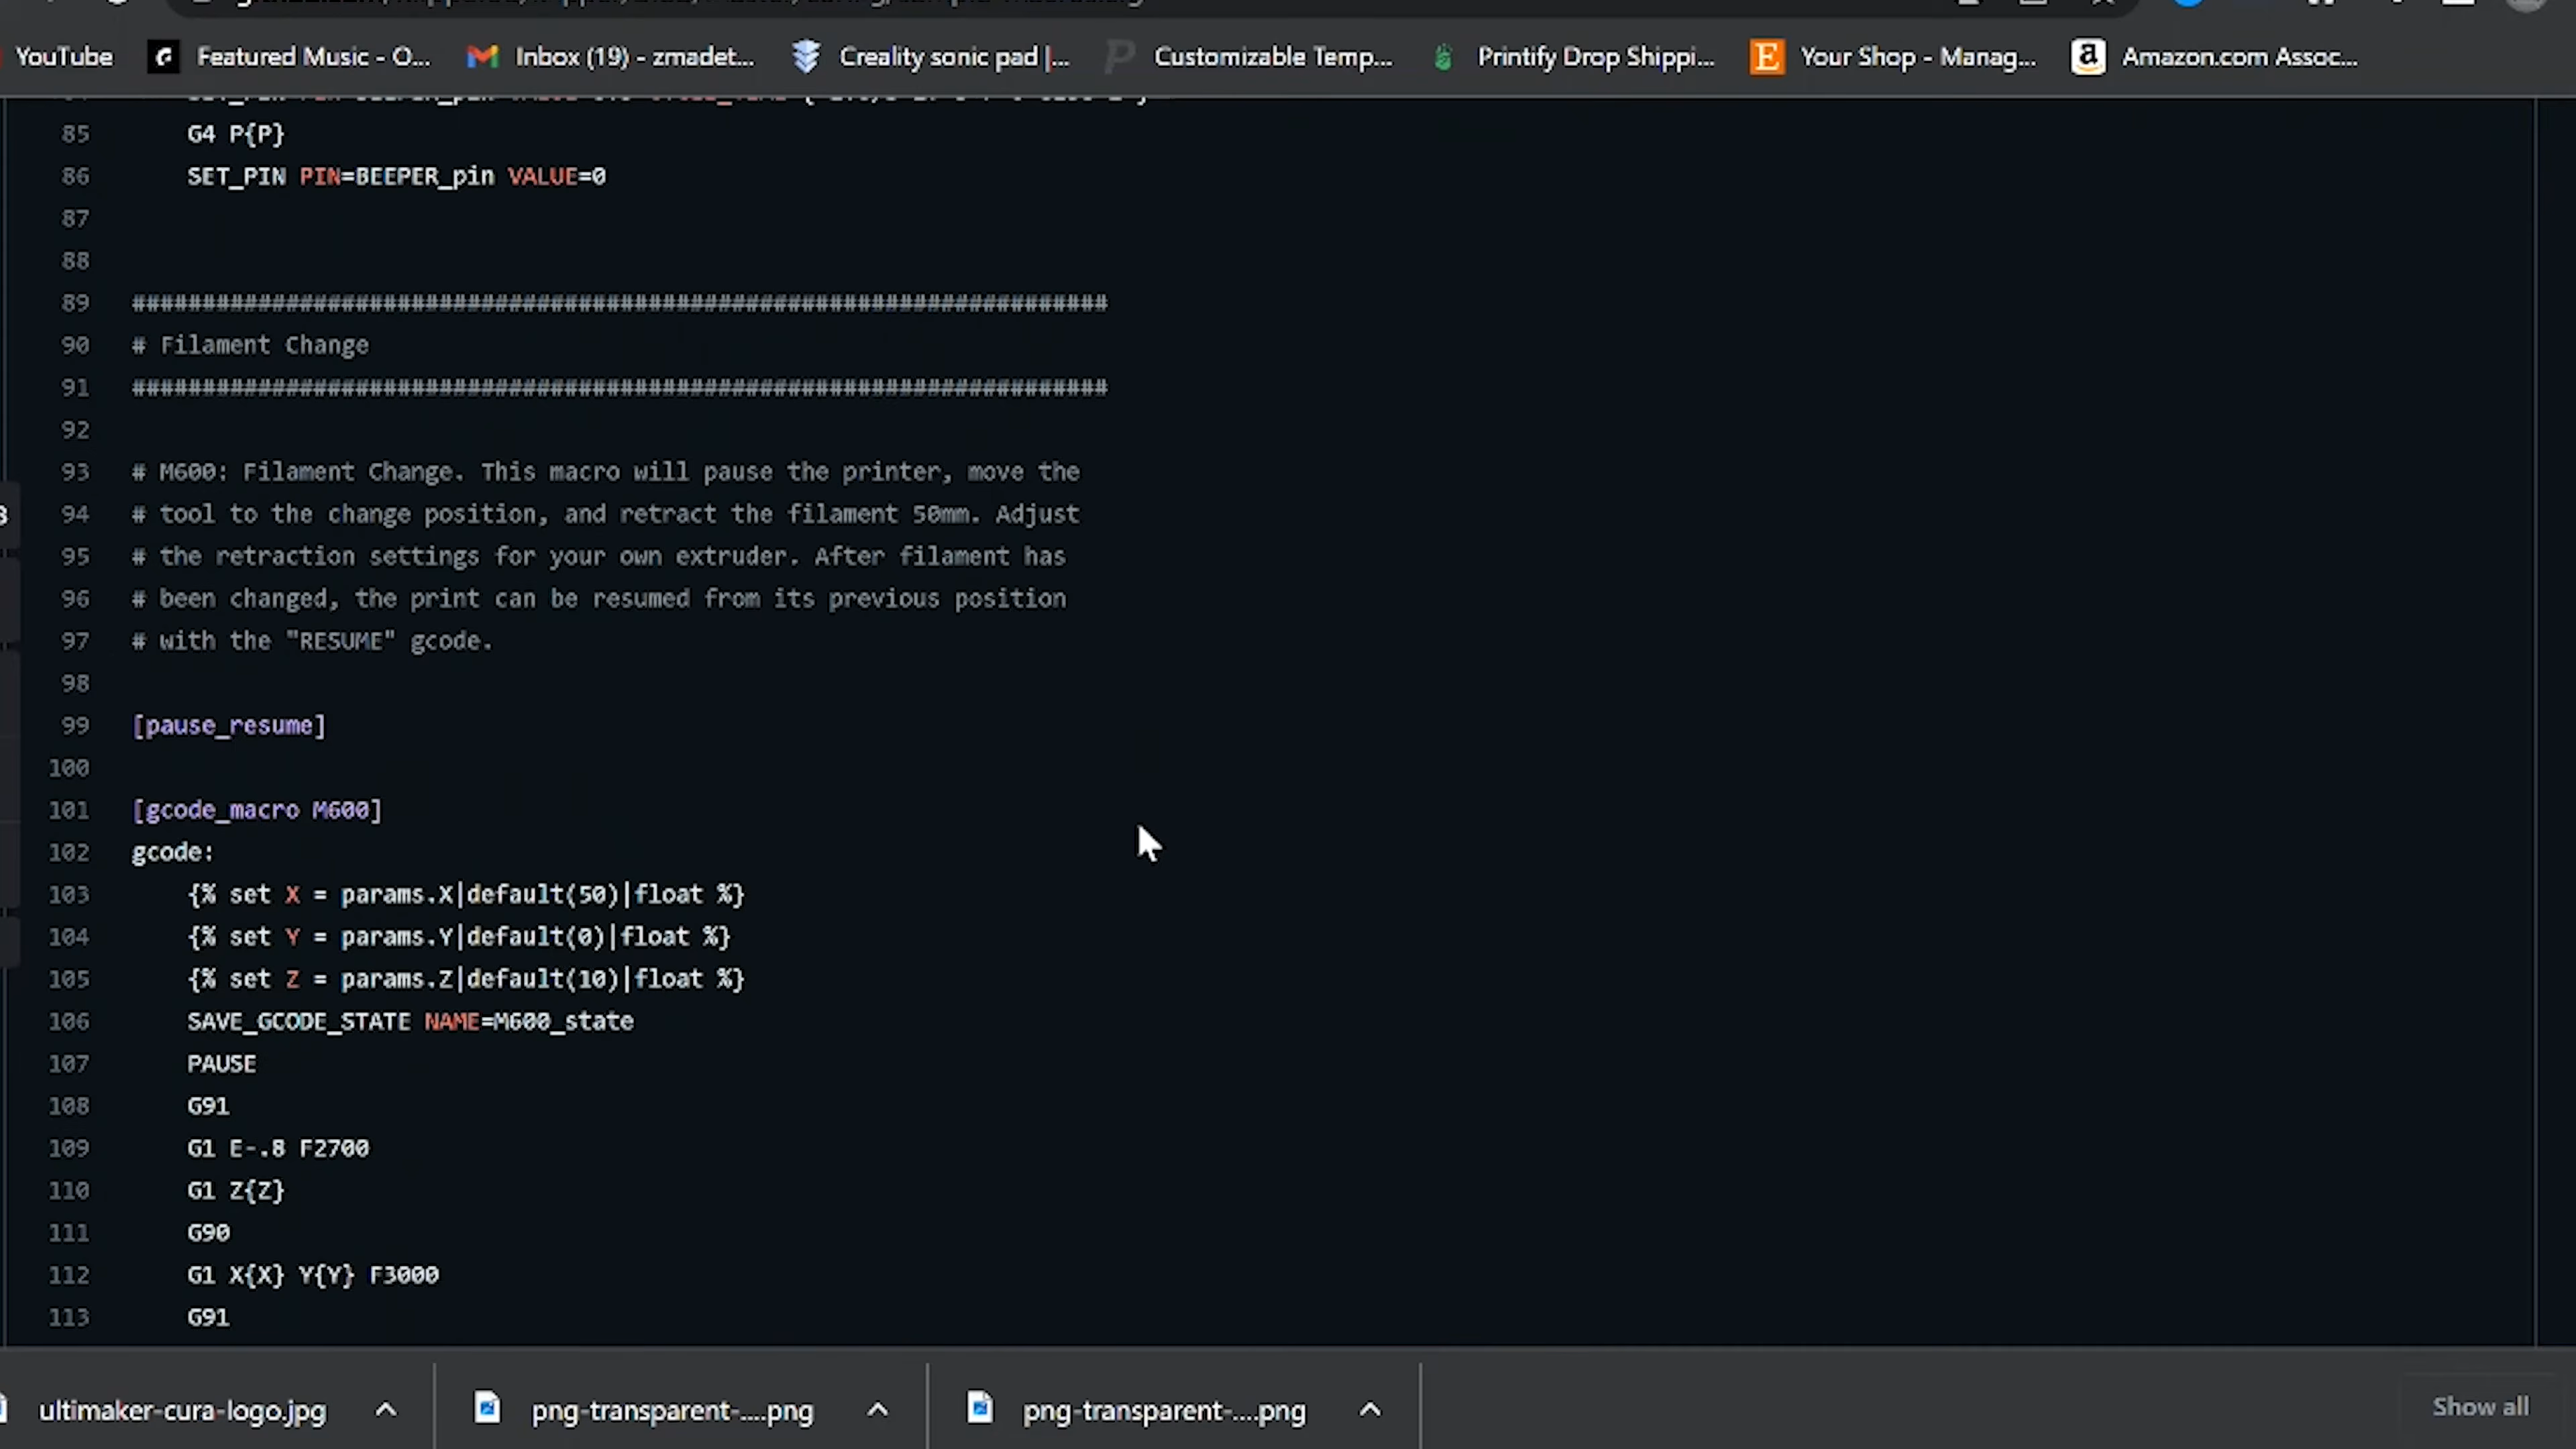 YouTube
Featured Music - O...
Inbox (19) - zmadet...
Creality sonic pad |...
Customizable Temp...
Printify Drop Shippi...
Your Shop - Manag...
Amazon.com Assoc...
85 G4 P{P}
86 SET_PIN PIN=BEEPER_pin VALUE=0
87
88
89 ######################################################################
90 # Filament Change
91 ######################################################################
92
93 # M600: Filament Change. This macro will pause the printer, move the
94 # tool to the change position, and retract the filament 50mm. Adjust
95 # the retraction settings for your own extruder. After filament has
96 # been changed, the print can be resumed from its previous position
97 # with the "RESUME" gcode.
98
99 [pause_resume]
100
101 [gcode_macro M600]
102 gcode:
103 {% set X = params.X|default(50)|float %}
104 {% set Y = params.Y|default(0)|float %}
105 {% set Z = params.Z|default(10)|float %}
106 SAVE_GCODE_STATE NAME=M600_state
107 PAUSE
108 G91
109 G1 E-.8 F2700
110 G1 Z{Z}
111 G90
112 G1 X{X} Y{Y} F3000
113 G91
ultimaker-cura-logo.jpg
png-transparent-....png
png-transparent-....png
Show all